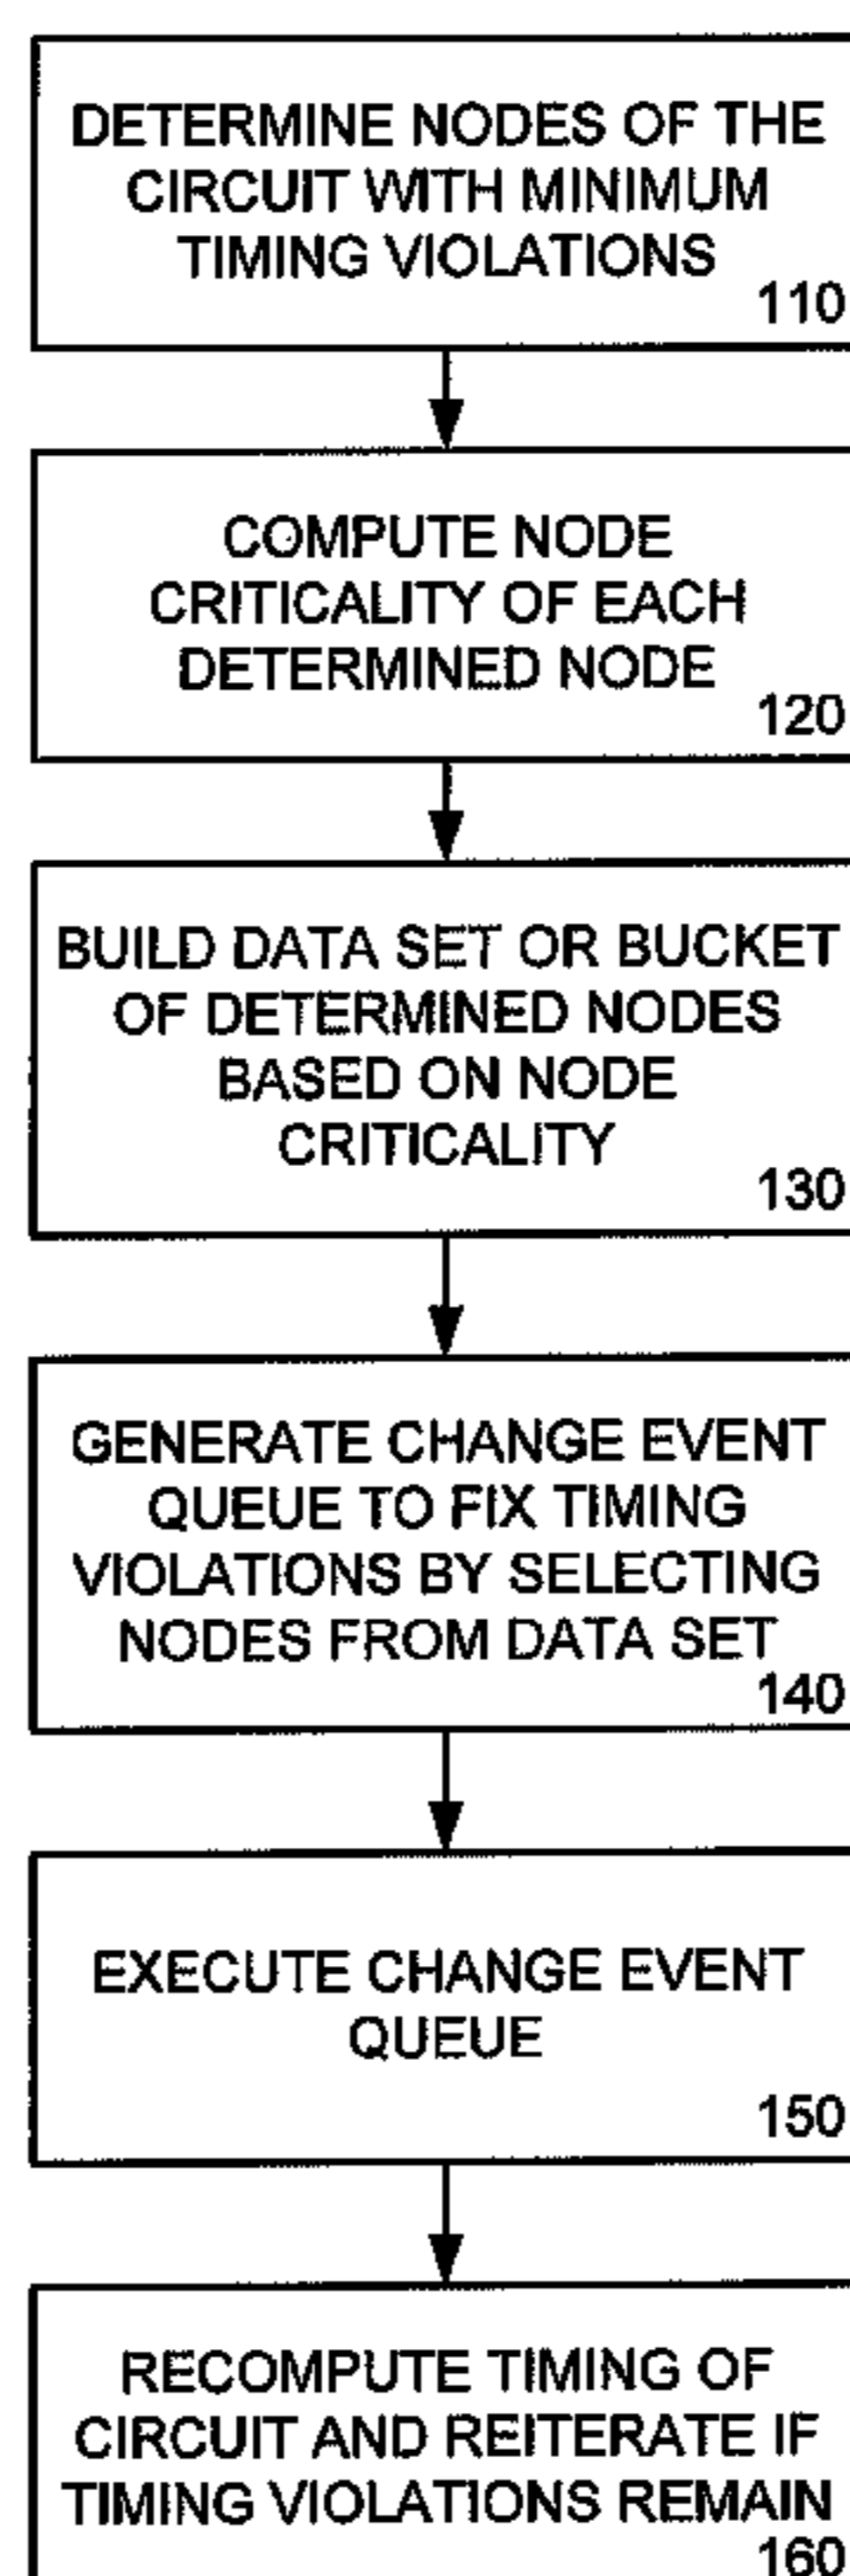 DETERMINE NODES OF THE
CIRCUIT WITH MINIMUM
TIMING VIOLATIONS
110
COMPUTE NODE
CRITICALITY OF EACH
DETERMINED NODE
120
BUILD DATA SET OR BUCKET
OF DETERMINED NODES
BASED ON NODE
CRITICALITY
130
GENERATE CHANGE EVENT
QUEUE TO FIX TIMING
VIOLATIONS BY SELECTING
NODES FROM DATA SET
140
EXECUTE CHANGE EVENT
QUEUE
150
RECOMPUTE TIMING OF
CIRCUIT AND REITERATE IF
TIMING VIOLATIONS REMAIN
160